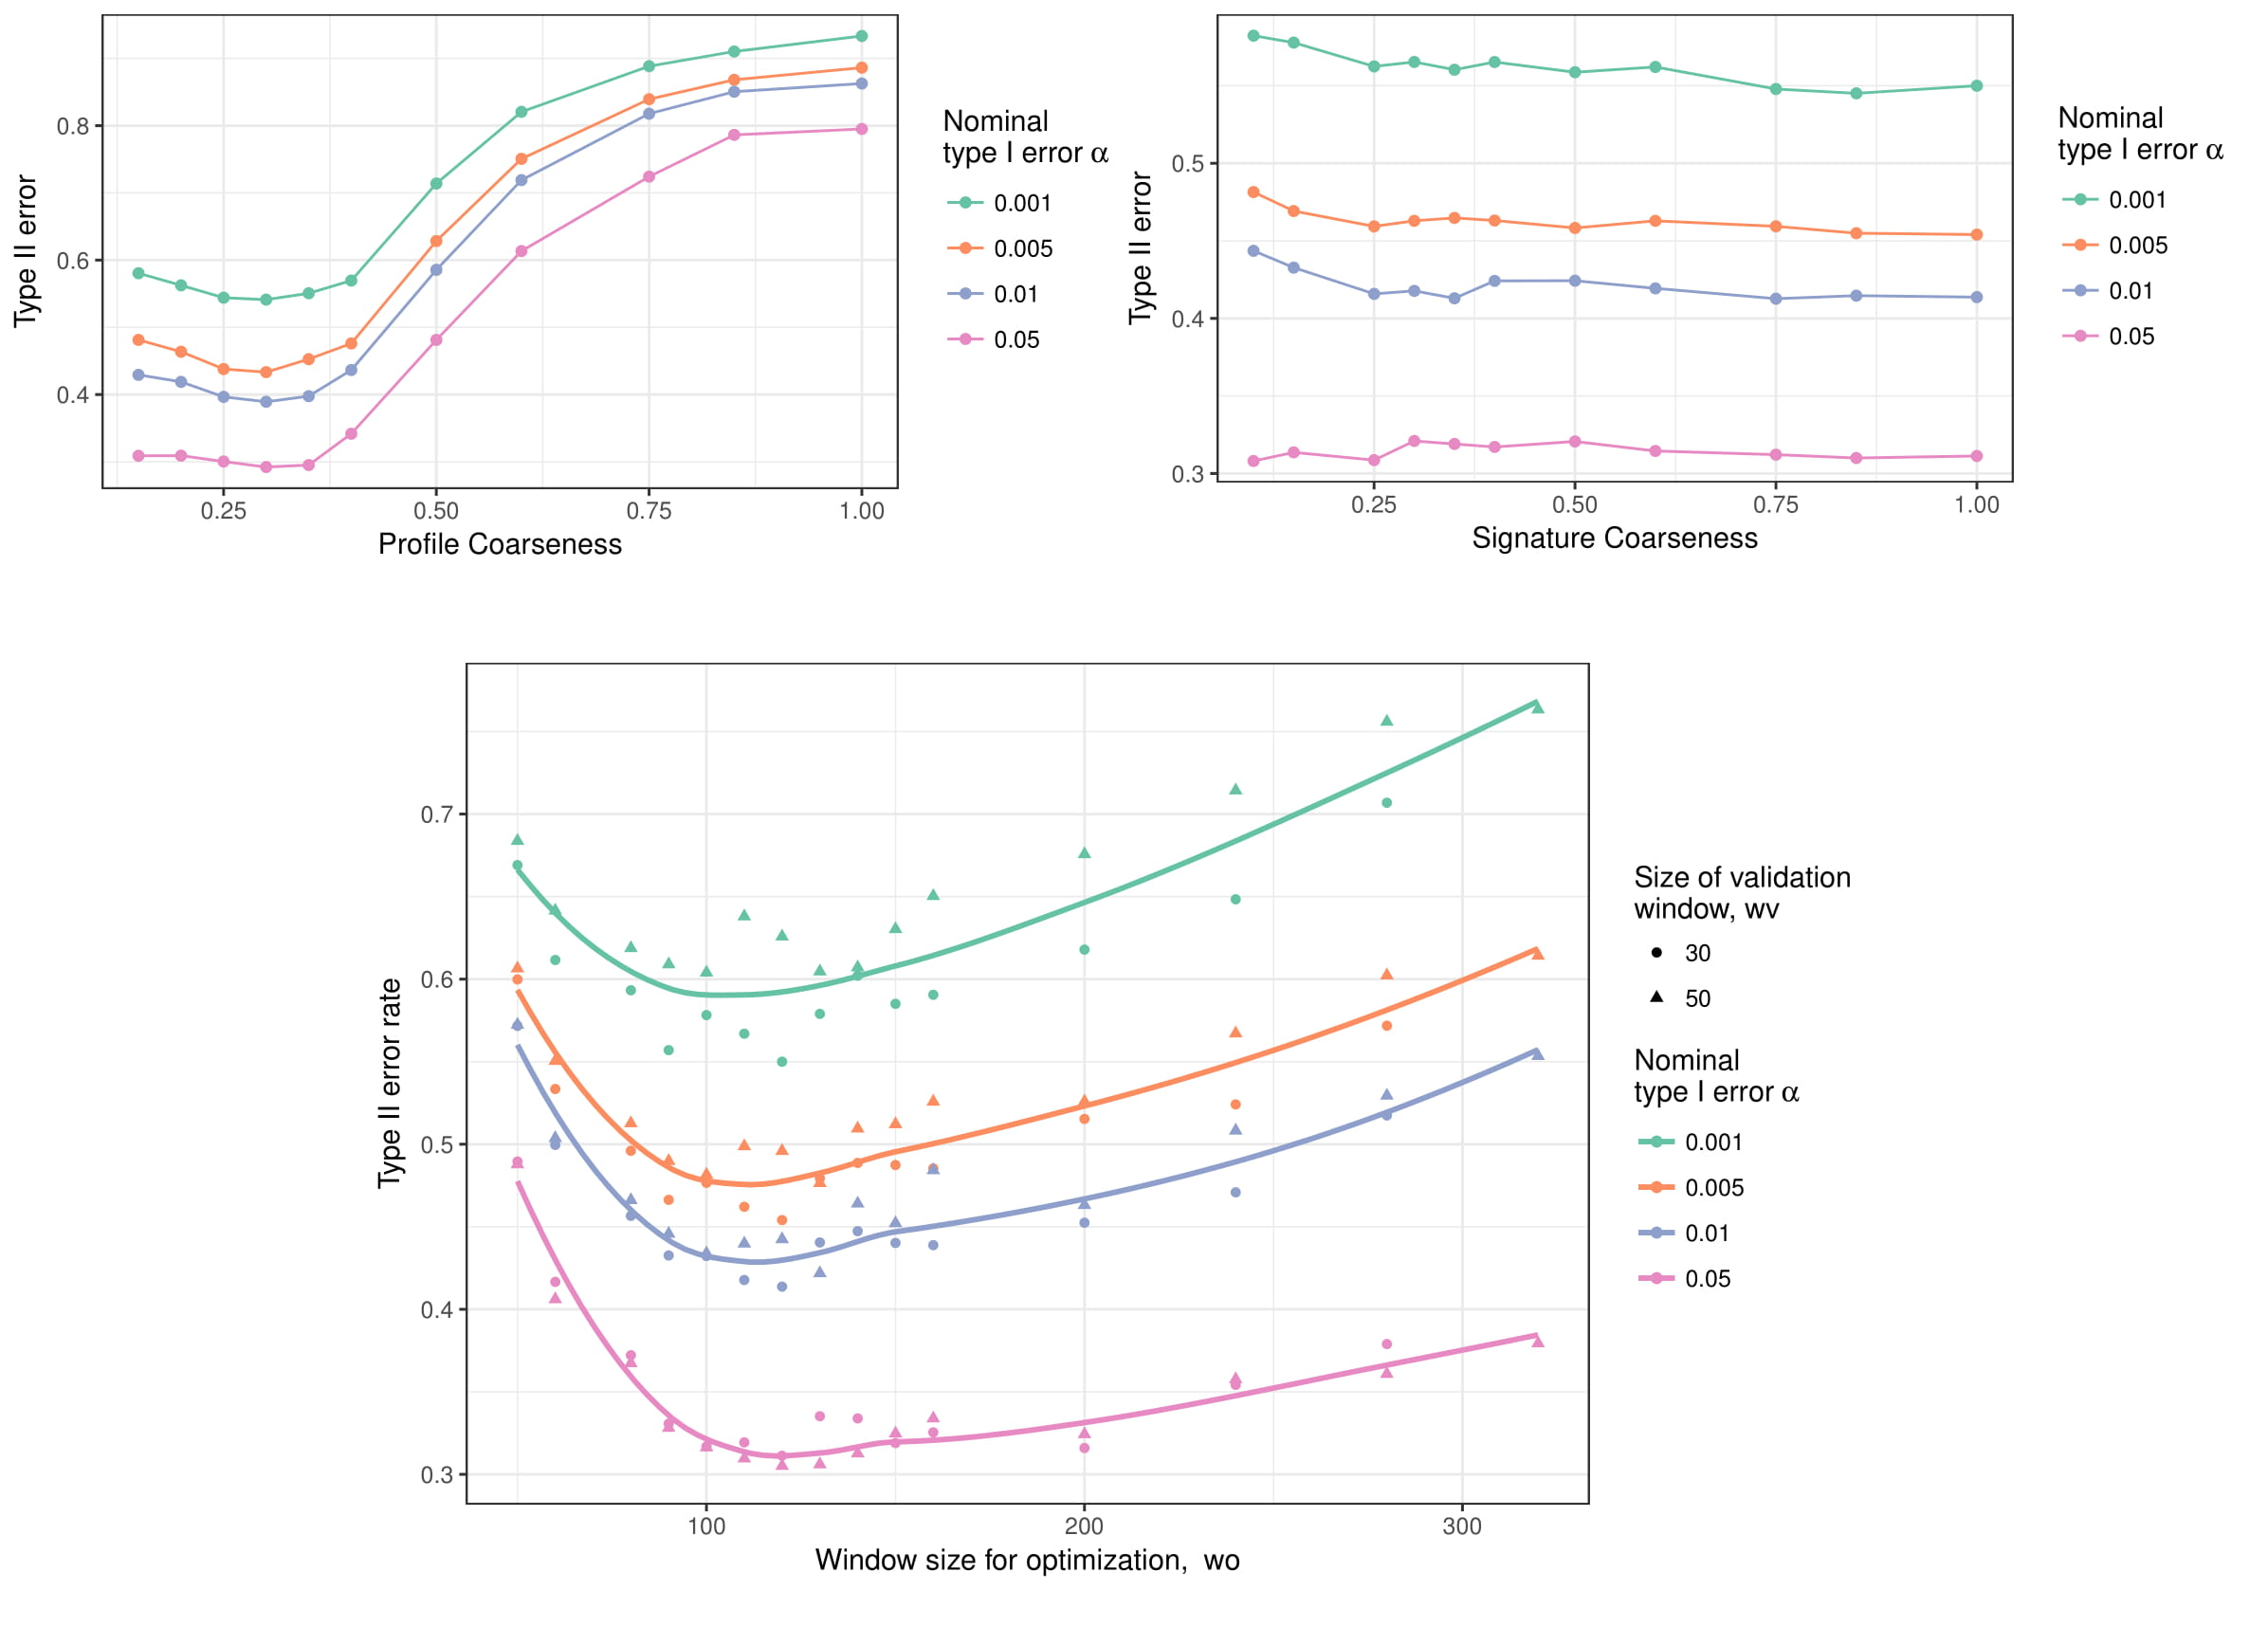 Type II error
0.8
0.6
0.4
0.25 0.50 0.75 1.00
Profile Coarseness
Nominal
type I error α
0.001
0.005
0.01
0.05
Type II error
0.5
0.4
0.3
0.25 0.50 0.75 1.00
Signature Coarseness
Nominal
type I error α
0.001
0.005
0.01
0.05
Type II error rate
0.7
0.6
0.5
0.4
0.3
100 200 300
Window size for optimization, wo
Size of validation
window, wv
30
50
Nominal
type I error α
0.001
0.005
0.01
0.05